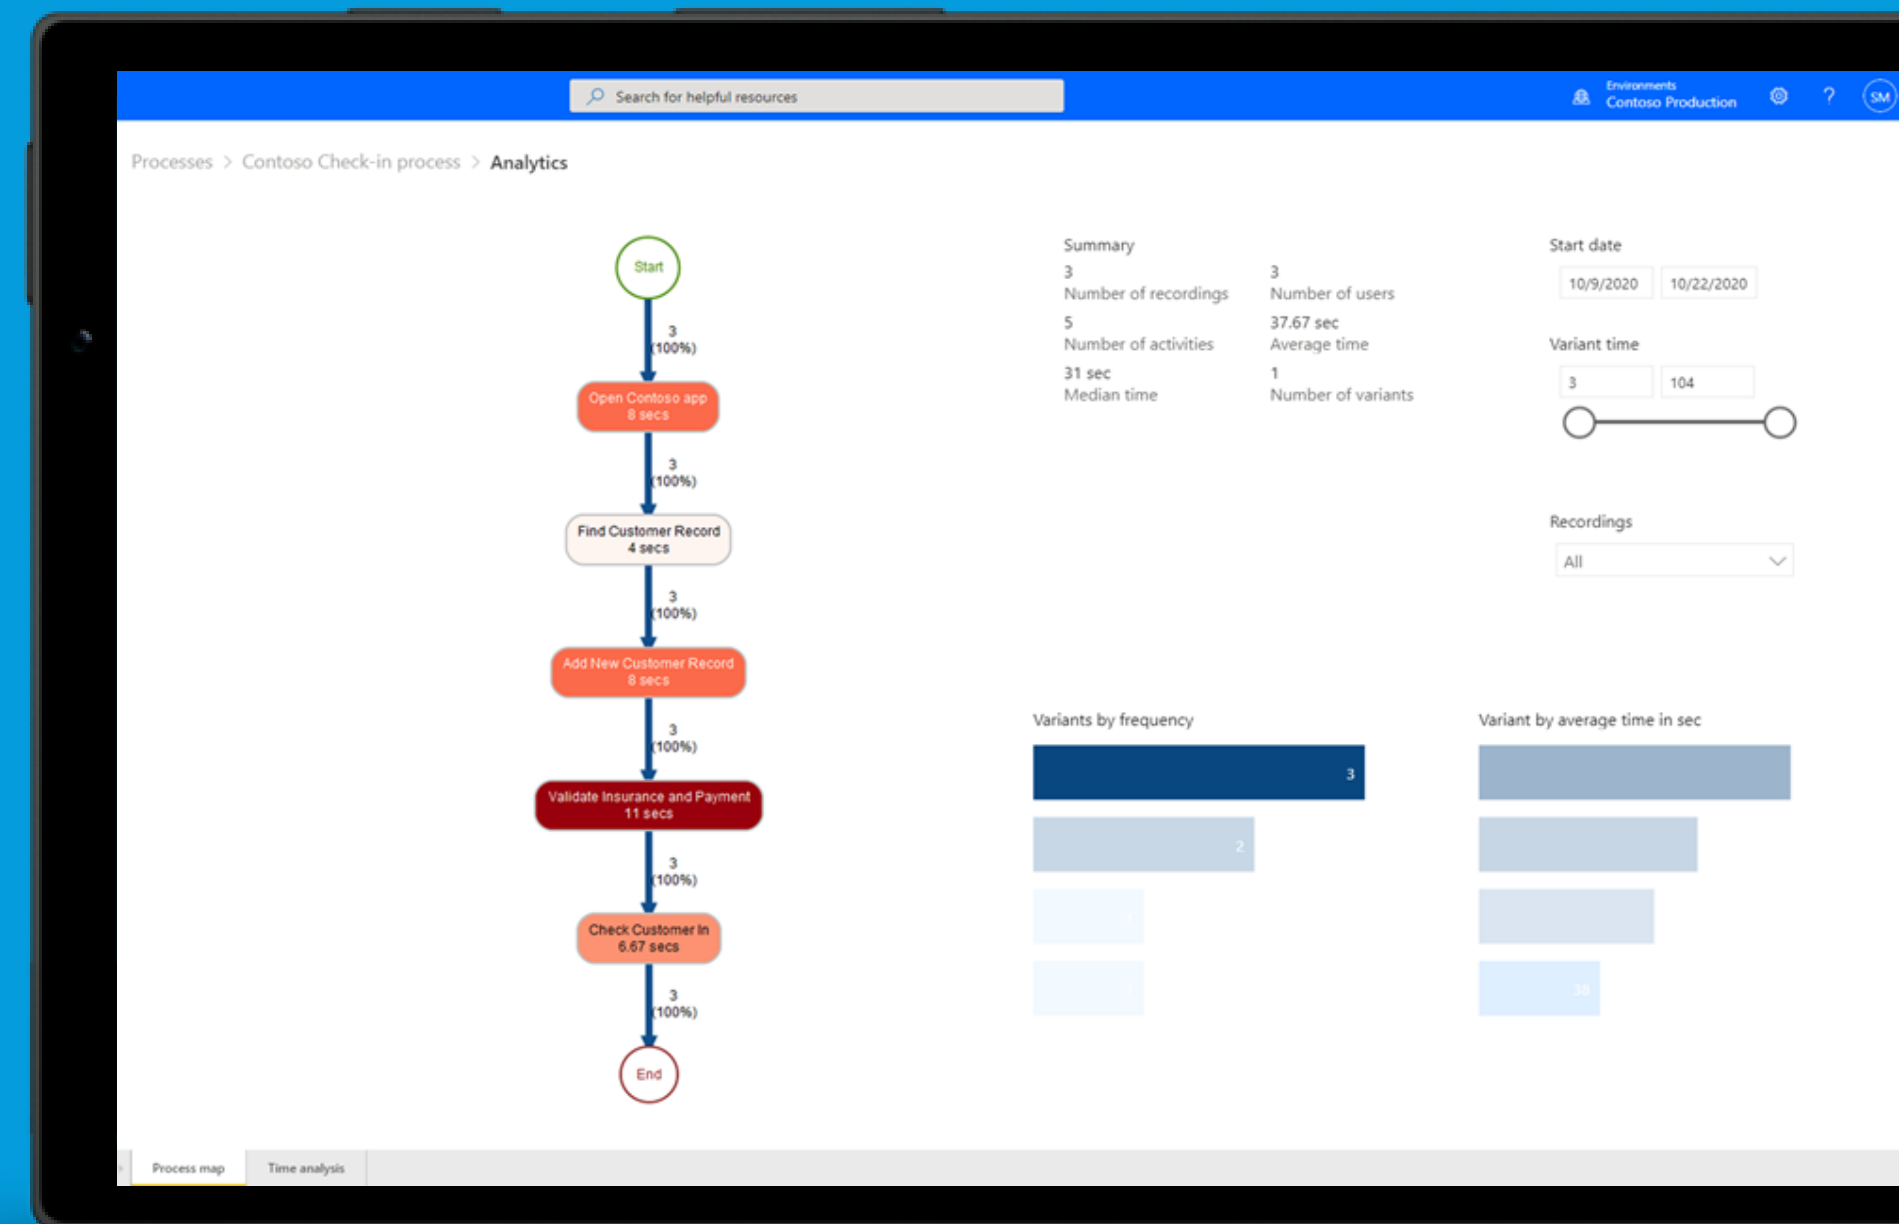 Search for helpful resources
Environments
Contoso Production
?
SM
Processes > Contoso Check-in process > Analytics
Start
3
(100%)
Open Contoso app
8 secs
3
(100%)
Find Customer Record
4 secs
3
(100%)
Add New Customer Record
8 secs
3
(100%)
Validate Insurance and Payment
11 secs
3
(100%)
Check Customer In
6.67 secs
3
(100%)
End
Summary
3
Number of recordings
3
Number of users
5
Number of activities
37.67 sec
Average time
31 sec
Median time
1
Number of variants
Start date
10/9/2020
10/22/2020
Variant time
3
104
Recordings
All
Variants by frequency
3
2
1
1
Variant by average time in sec
38
Process map
Time analysis